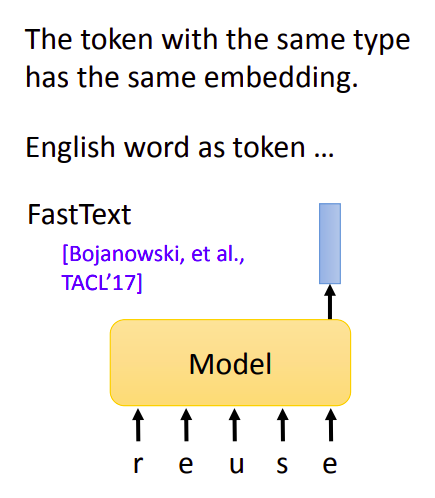 The token with the same type
has the same embedding.
English word as token …
FastText
[Bojanowski, et al.,
TACL’17]
Model
r e u s e